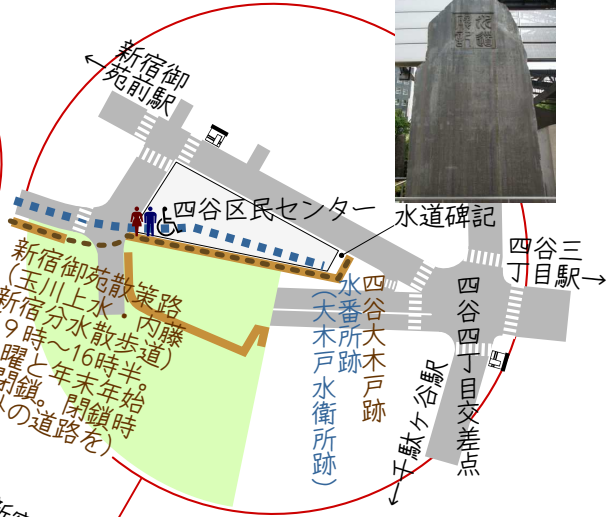 新宿御
苑前駅
←
四谷区民センター
水道碑記
四谷三
丁目駅→
四谷四丁目交差点
←千駄ケ谷駅
四谷大木戸跡
水番所跡
(大木戸水衛所跡)
新宿御苑散策路
(玉川上水・内藤
新宿分水散歩道)
9時～16時半。
曜と年末年始
閉鎖。閉鎖時
の道路を)